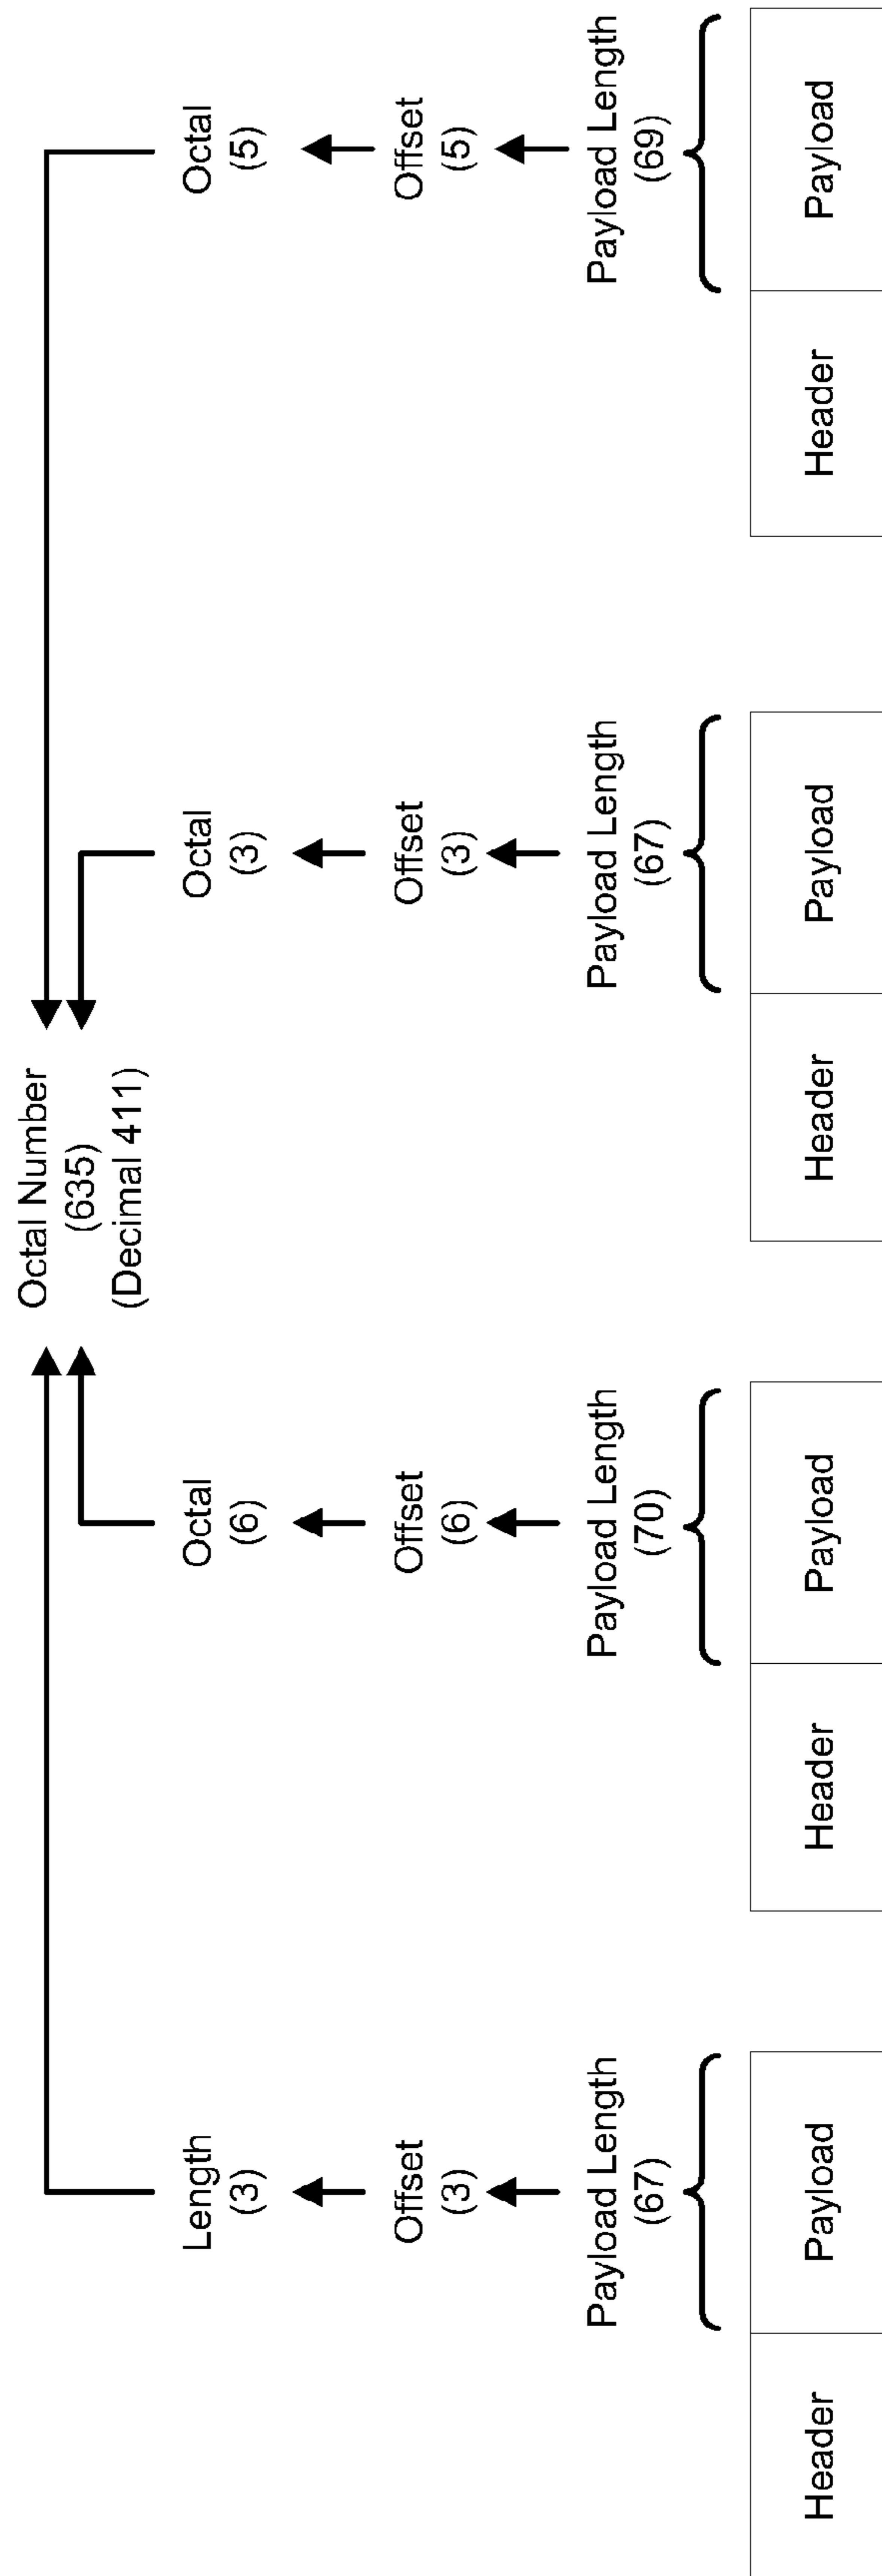 Octal Number
(635)
(Decimal 411)
Length
(3)
Octal
(6)
Octal
(3)
Octal
(5)
Offset
(3)
Offset
(6)
Offset
(3)
Offset
(5)
Payload Length
(67)
Payload Length
(70)
Payload Length
(67)
Payload Length
(69)
Header
Payload
Header
Payload
Header
Payload
Header
Payload